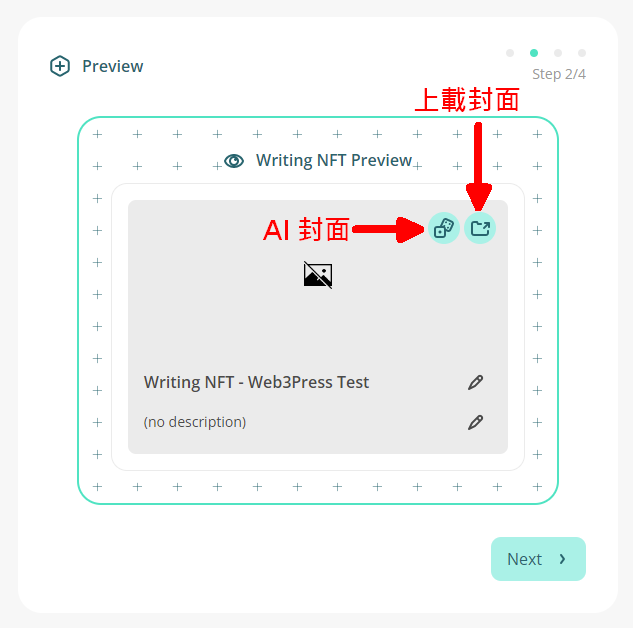 Preview
Step 2/4
上載封面
Writing NFT Preview
AI 封面
Writing NFT - Web3Press Test
(no description)
Next